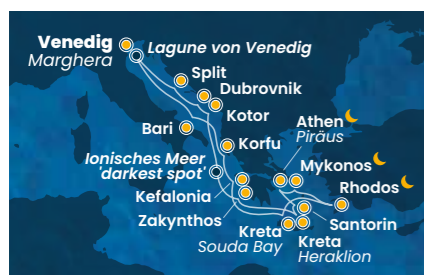 Venedig
Marghera
Lagune von Venedig
Split
Dubrovnik
Kotor
Bari
Athen
Piräus
Korfu
Ionisches Meer
'darkest spot'
Mykonos
Rhodos
Kefalonia
Zakynthos
Santorin
Kreta
Souda Bay
Kreta
Heraklion